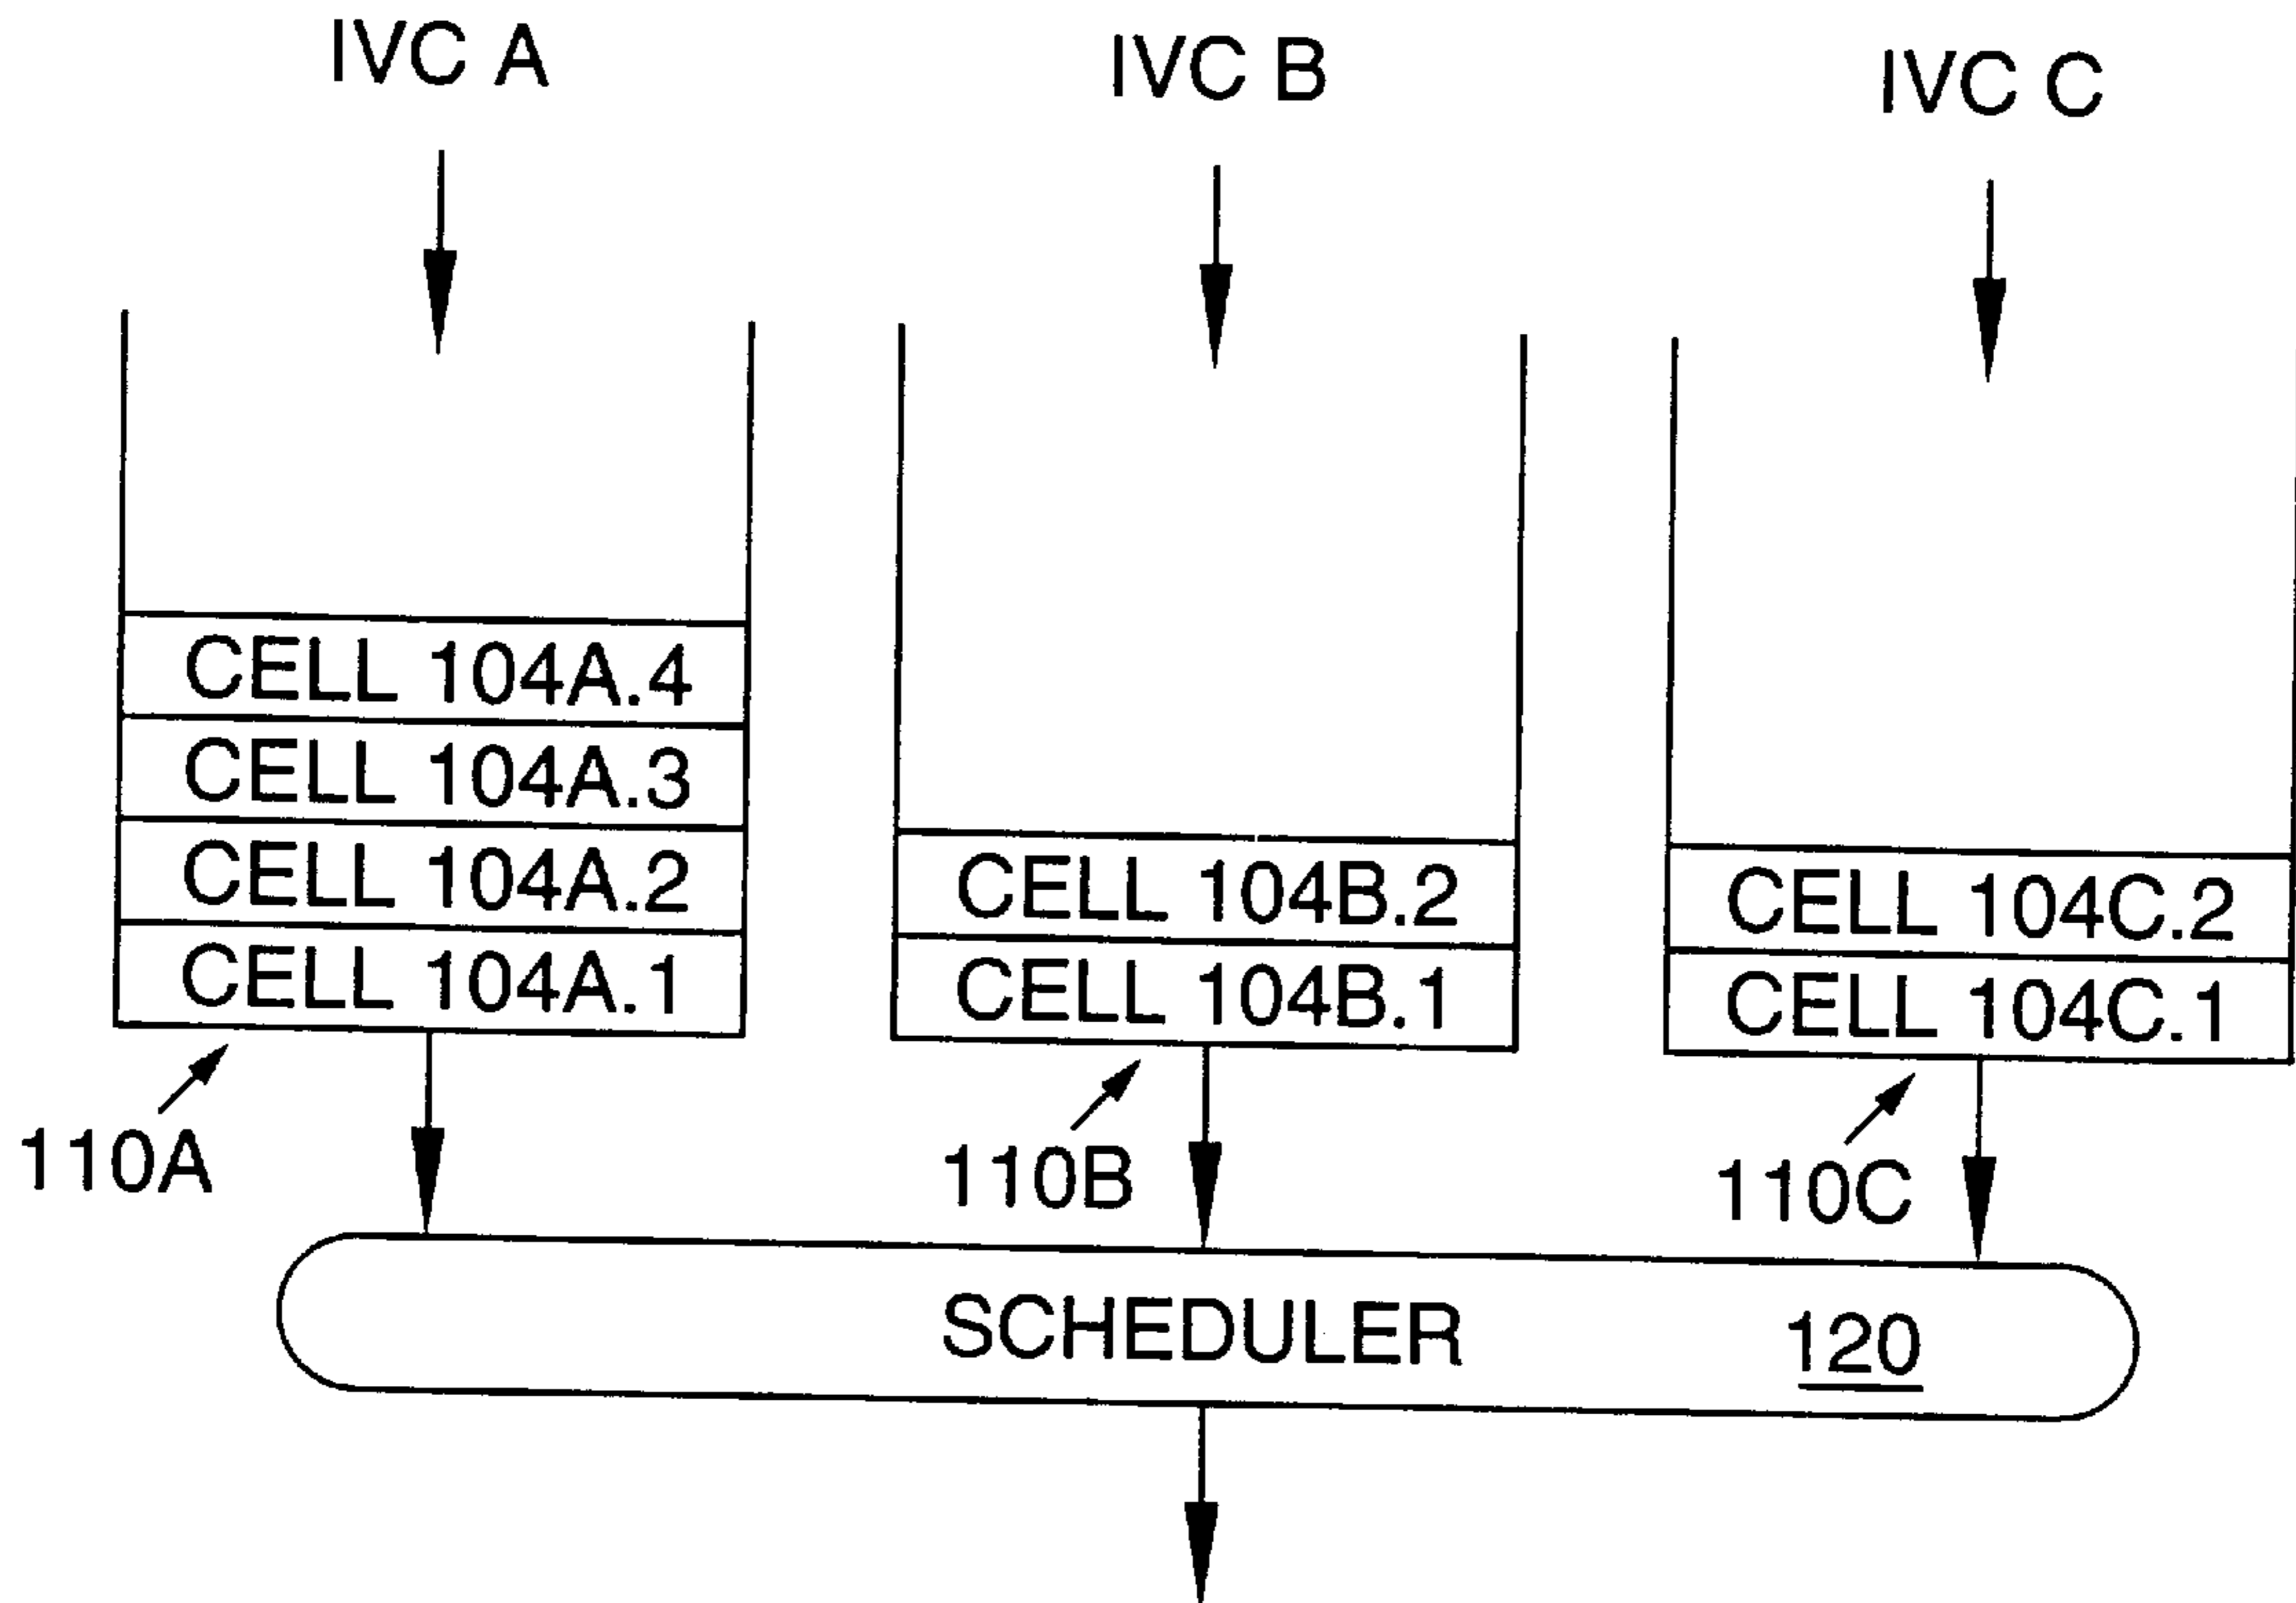 IVC A
IVC B
IVC C
CELL 104A.4
CELL 104A.3
CELL 104A.2
CELL 104A.1
CELL 104B.2
CELL 104B.1
CELL 104C.2
CELL 104C.1
110A
110B
110C
SCHEDULER 120